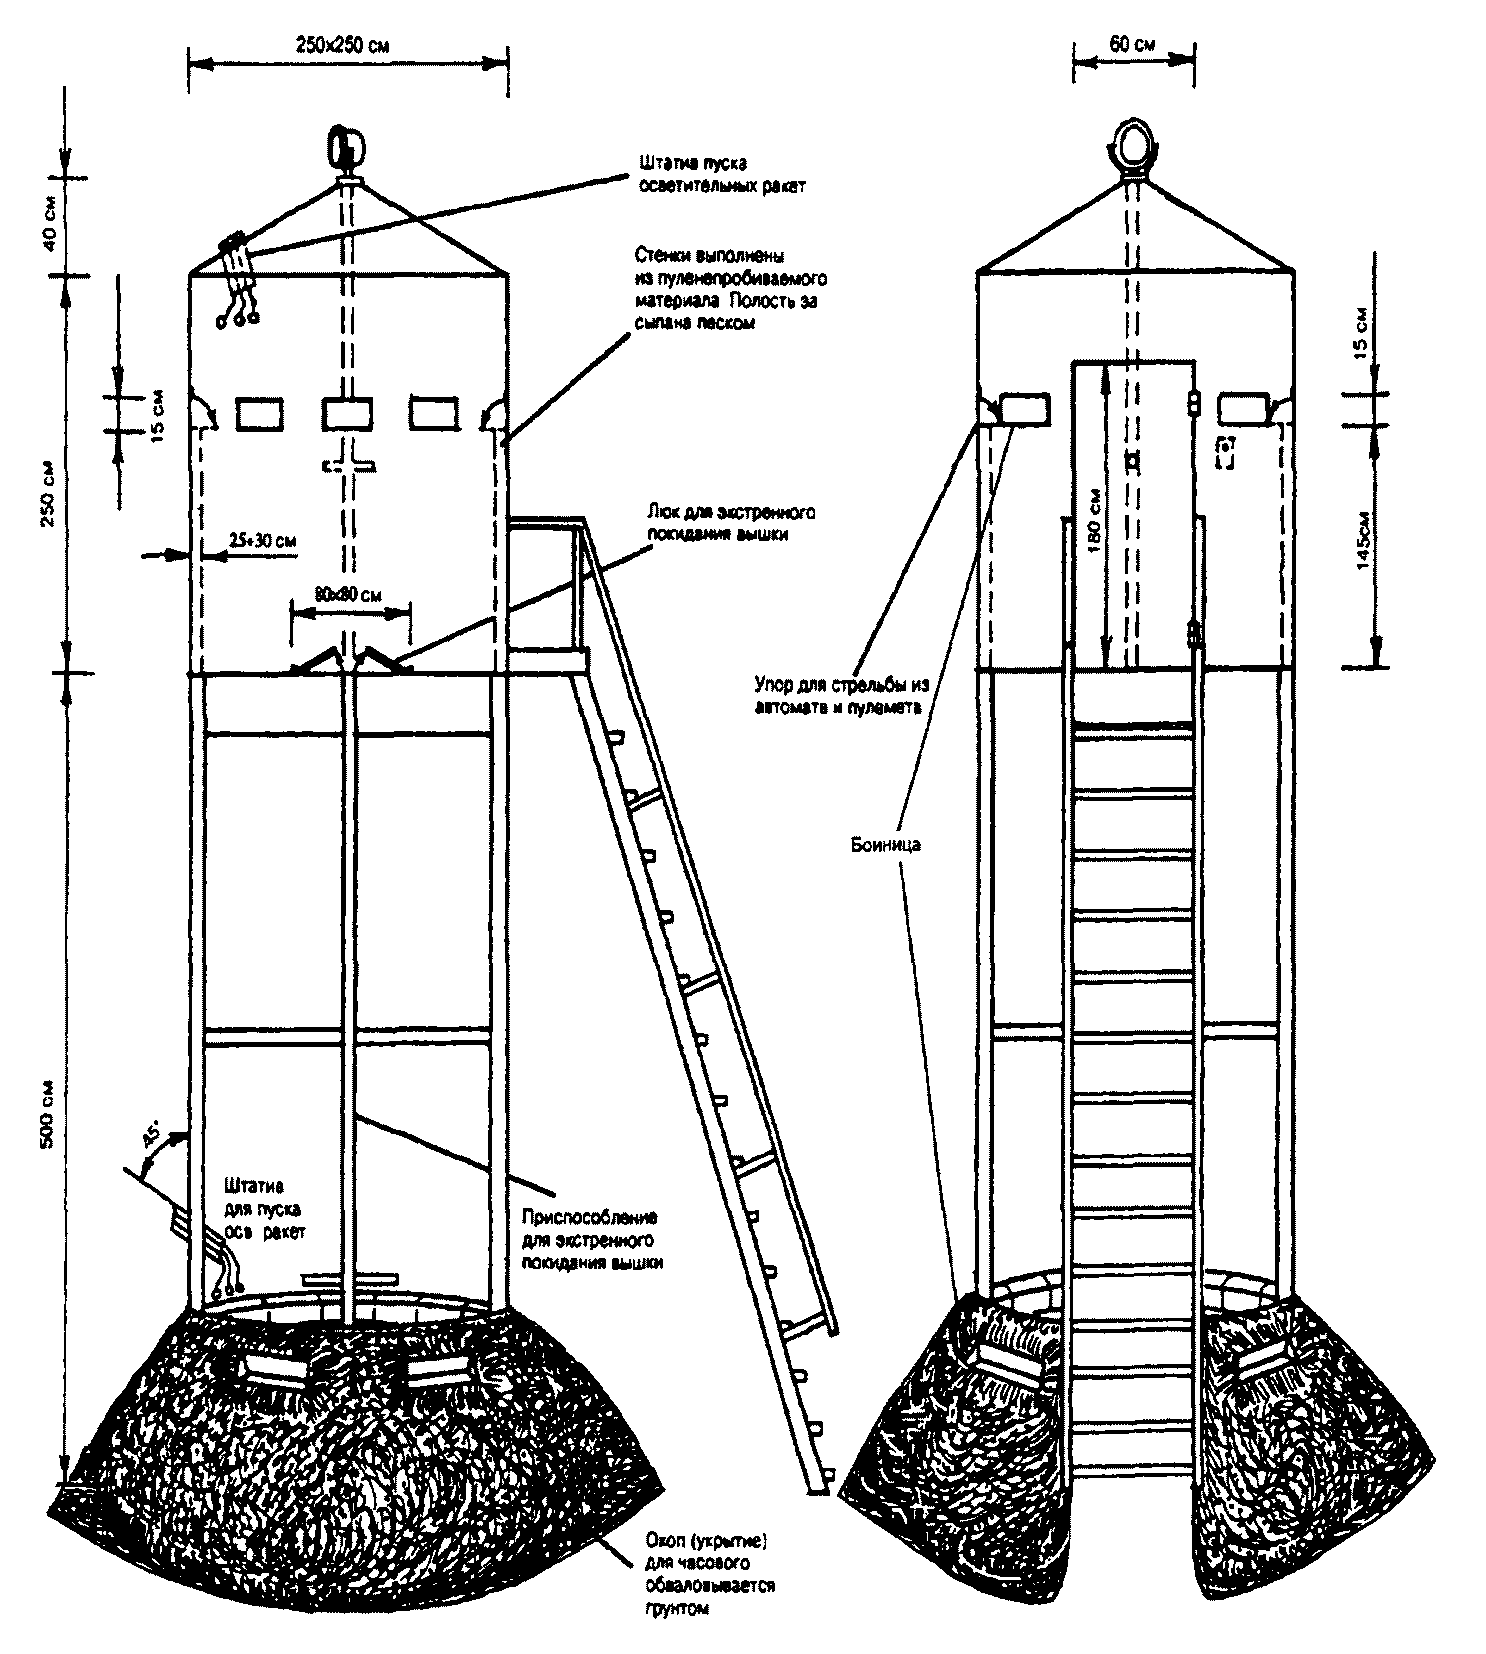 250х250 см
60 см
Штатив пуска
осветительных ракет
40 см
Стенки выполнены
из пуленепробиваемого
материала Полость за
сыпана песком
15 см
15 см
250 см
Люк для экстренного
покидания вышки
25÷30 см
80х80 см
180 см
145см
Упор для стрельбы из
автомата и пулемета
Боиница
500 см
45°
Штатив
для пуска
осв ракет
Приспособление
для экстренного
покидания вышки
Окоп (укрытие)
для часового
обваловывается
грунтом